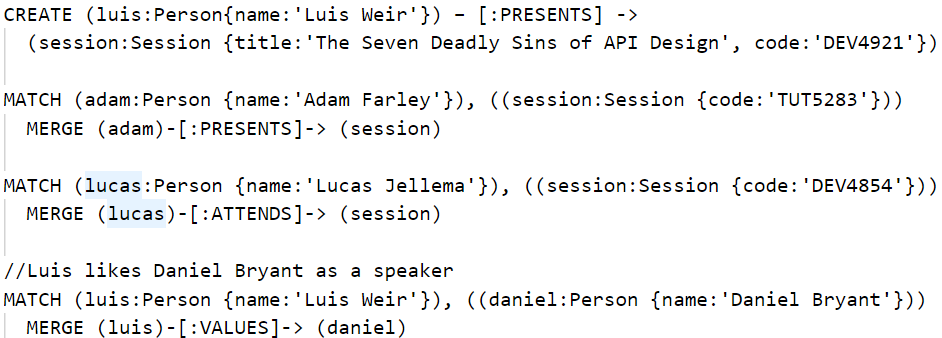 CREATE (luis:Person{name:'Luis Weir'}) – [:PRESENTS] ->
(session:Session {title:'The Seven Deadly Sins of API Design', code:'DEV4921'})
MATCH (adam:Person {name:'Adam Farley'}), ((session:Session {code:'TUT5283'}))
MERGE (adam)-[:PRESENTS]-> (session)
MATCH (lucas:Person {name:'Lucas Jellema'}), ((session:Session {code:'DEV4854'}))
MERGE (lucas)-[:ATTENDS]-> (session)
//Luis likes Daniel Bryant as a speaker
MATCH (luis:Person {name:'Luis Weir'}), ((daniel:Person {name:'Daniel Bryant'}))
MERGE (luis)-[:VALUES]-> (daniel)